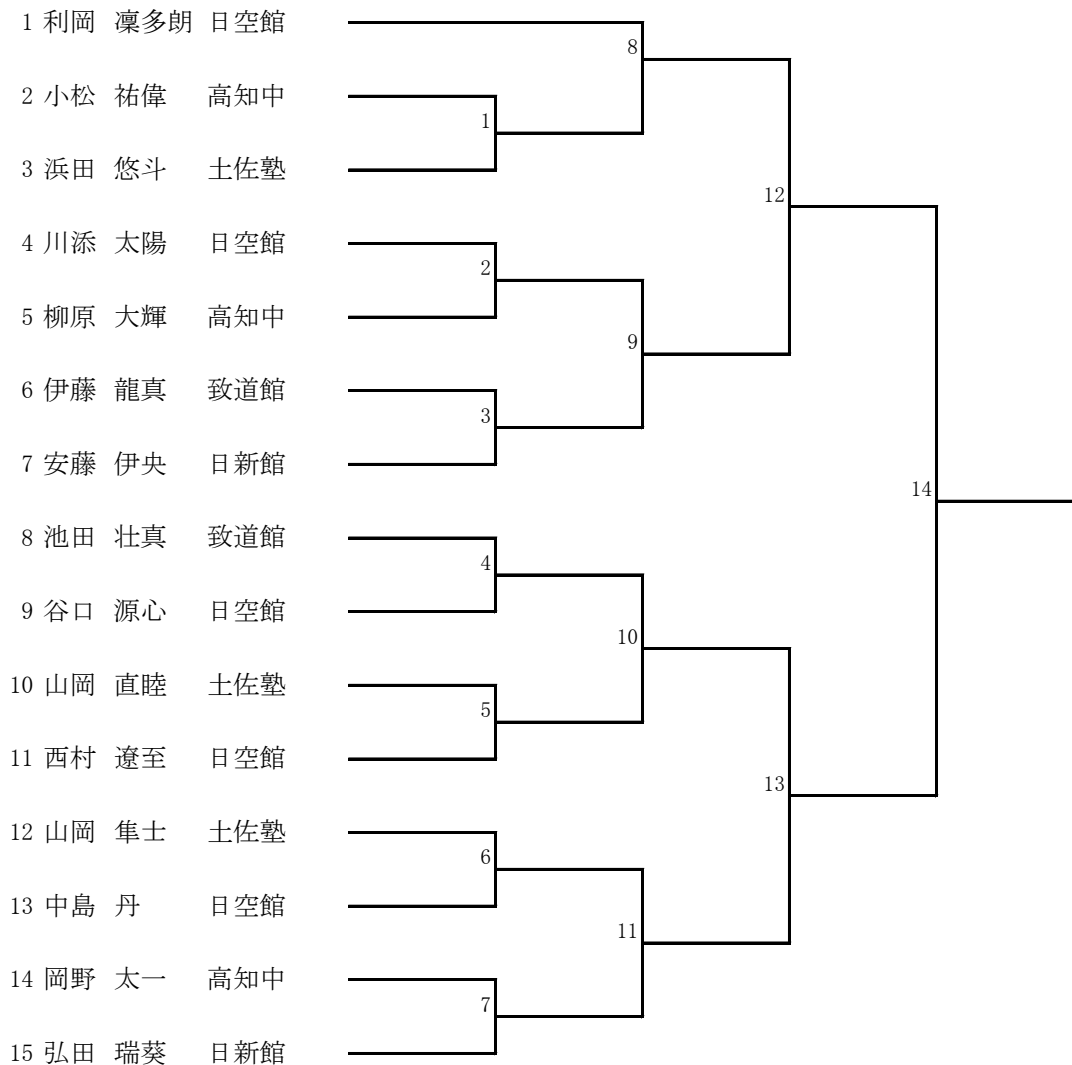 1 利岡 凜多朗 日空館
8
2 小松 祐偉 高知中
1
3 浜田 悠斗 土佐塾
12
4 川添 太陽 日空館
2
5 柳原 大輝 高知中
9
6 伊藤 龍真 致道館
3
7 安藤 伊央 日新館
14
8 池田 壮真 致道館
4
9 谷口 源心 日空館
10
10 山岡 直睦 土佐塾
5
11 西村 遼至 日空館
13
12 山岡 隼士 土佐塾
6
13 中島 丹 日空館
11
14 岡野 太一 高知中
7
15 弘田 瑞葵 日新館